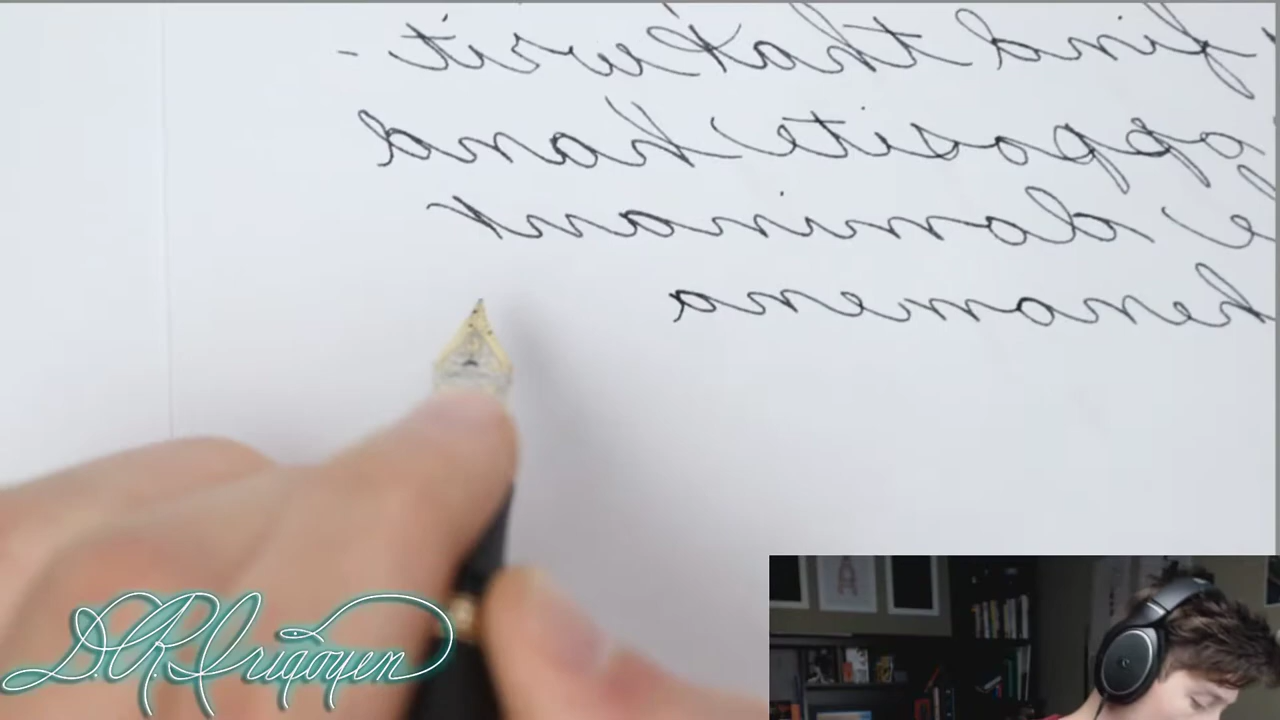 find that writ-
opposite hand
e dominant
henomena
Irigoyen